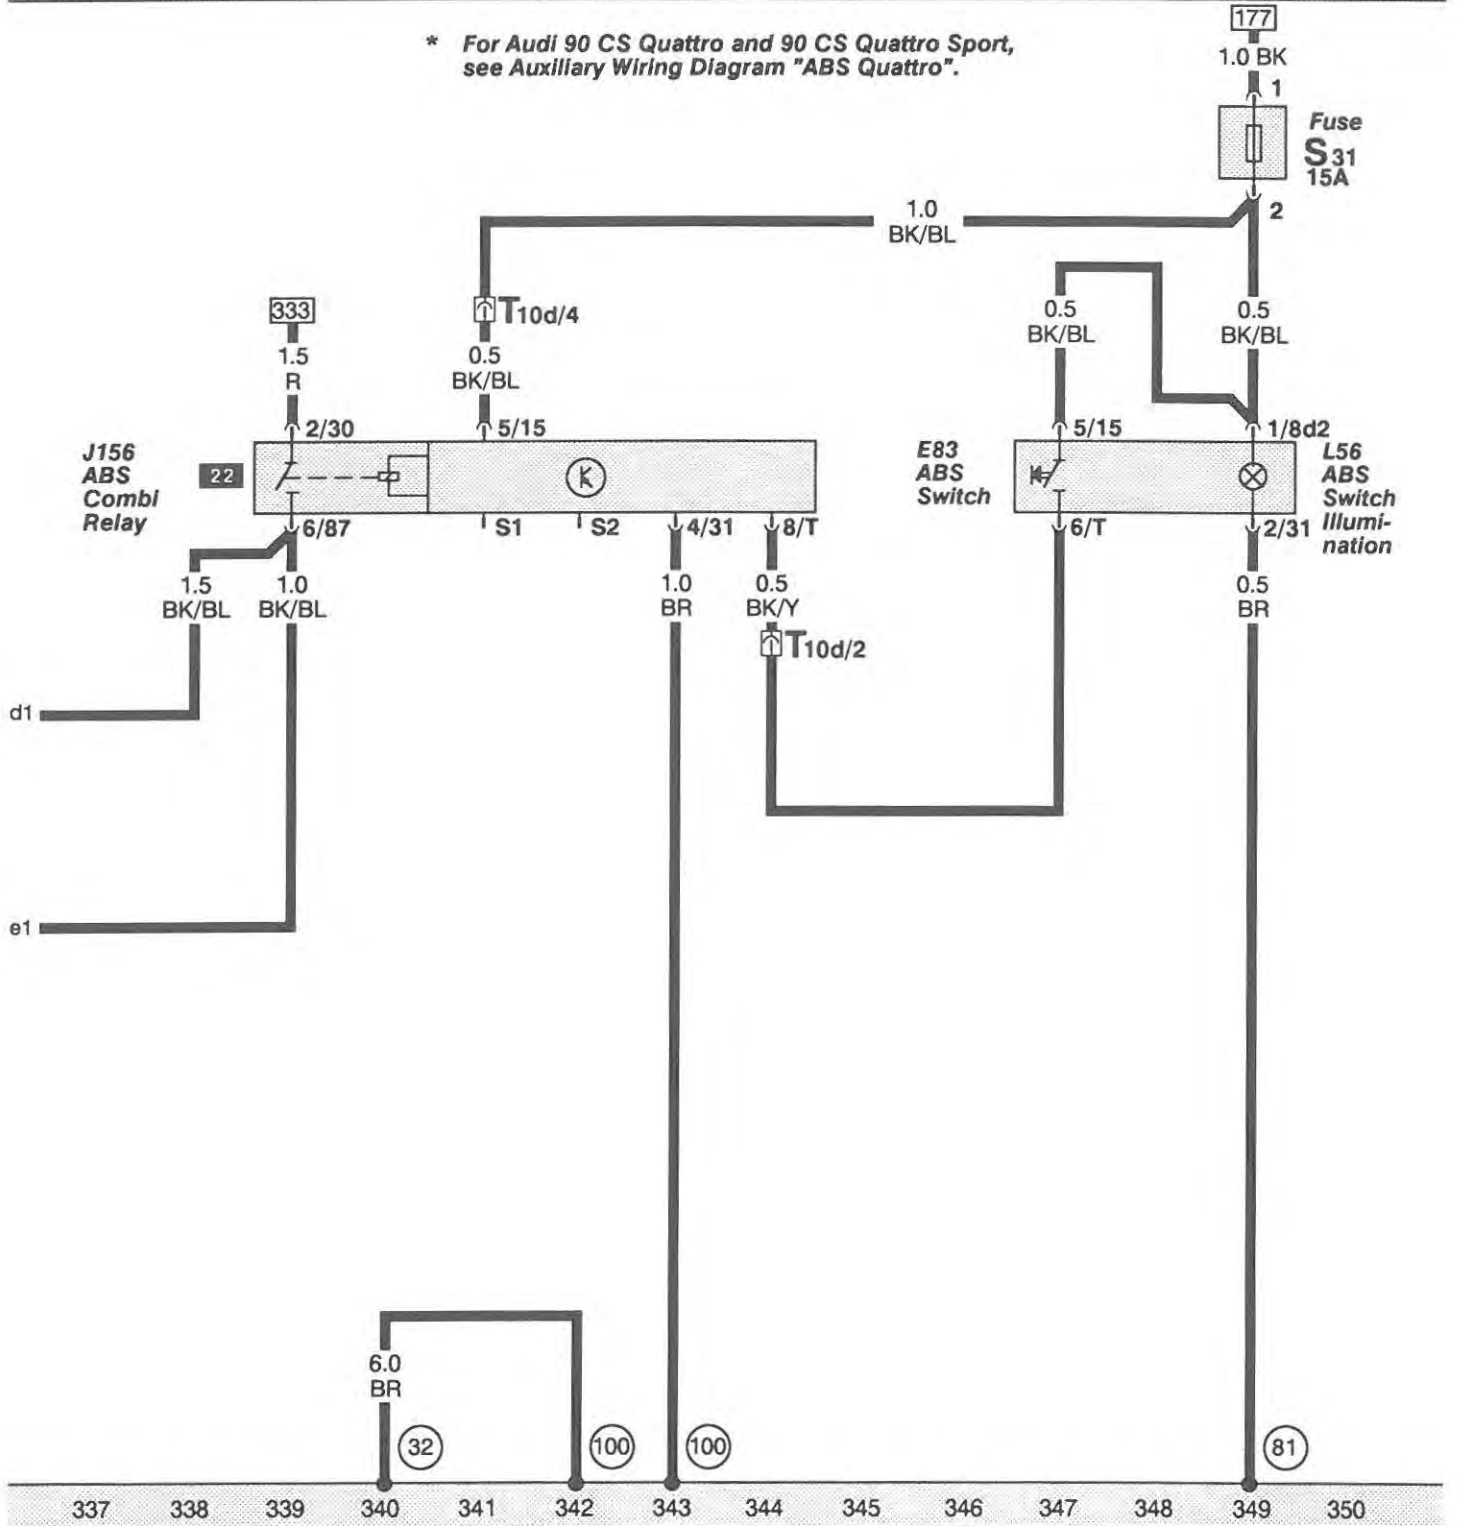 177
* For Audi 90 CS Quattro and 90 CS Quattro Sport,
see Auxiliary Wiring Diagram "ABS Quattro".
1.0 BK
1
Fuse
S31
15A
2
1.0
BK/BL
333
1.5
R
T10d/4
0.5
BK/BL
0.5
BK/BL
0.5
BK/BL
2/30
5/15
5/15
1/8d2
J156
ABS
Combi
Relay
22
E83
ABS
Switch
L56
ABS
Switch
Illumi-
nation
6/87
S1
S2
4/31
8/T
6/T
2/31
1.5
BK/BL
1.0
BK/BL
1.0
BR
0.5
BK/Y
0.5
BR
T10d/2
d1
e1
6.0
BR
32
100
100
81
337 338 339 340 341 342 343 344 345 346 347 348 349 350